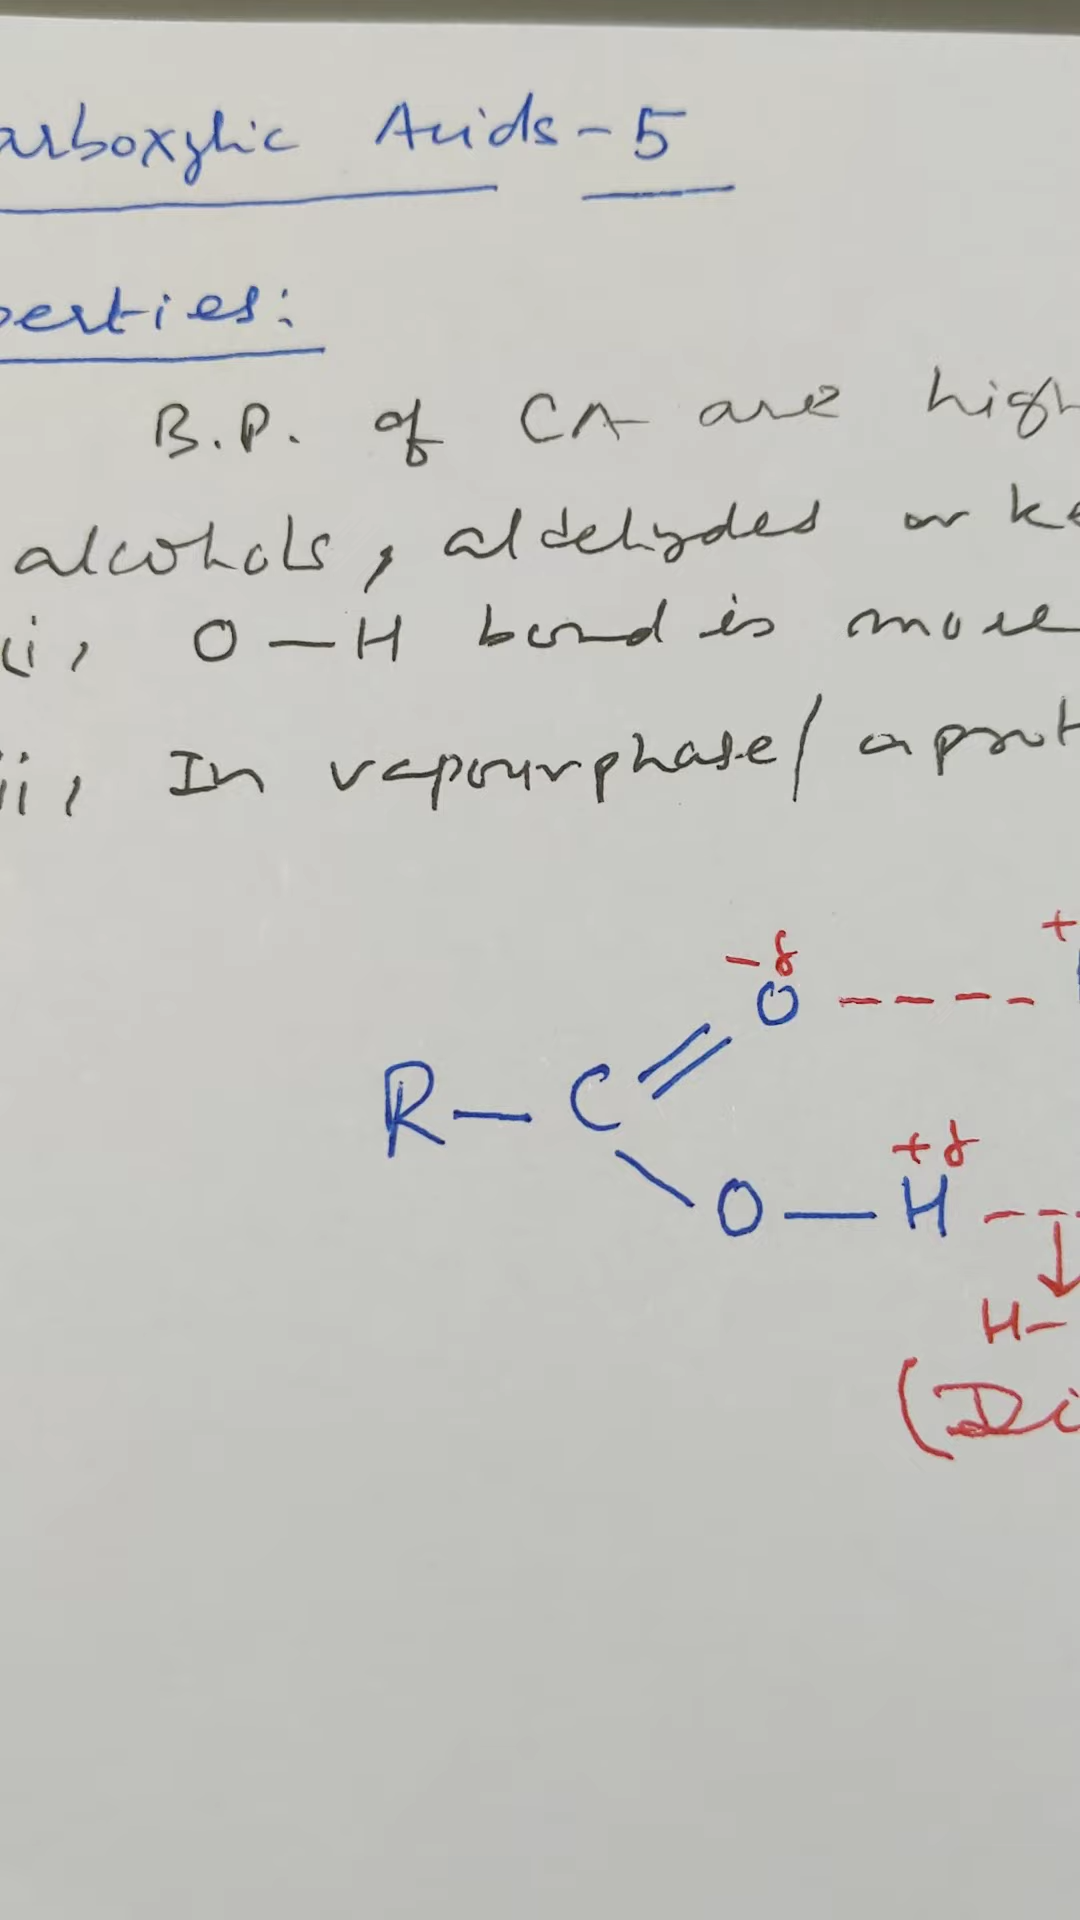 arboxylic Acids-5
perties:
B.P. of CA are high
alcohols, aldehydes or ke
(i, O-H bond is more
ii, In vapourphase/ aprot
-δ +
O ---- 
R-C
+δ
O-H --
H-
(Di